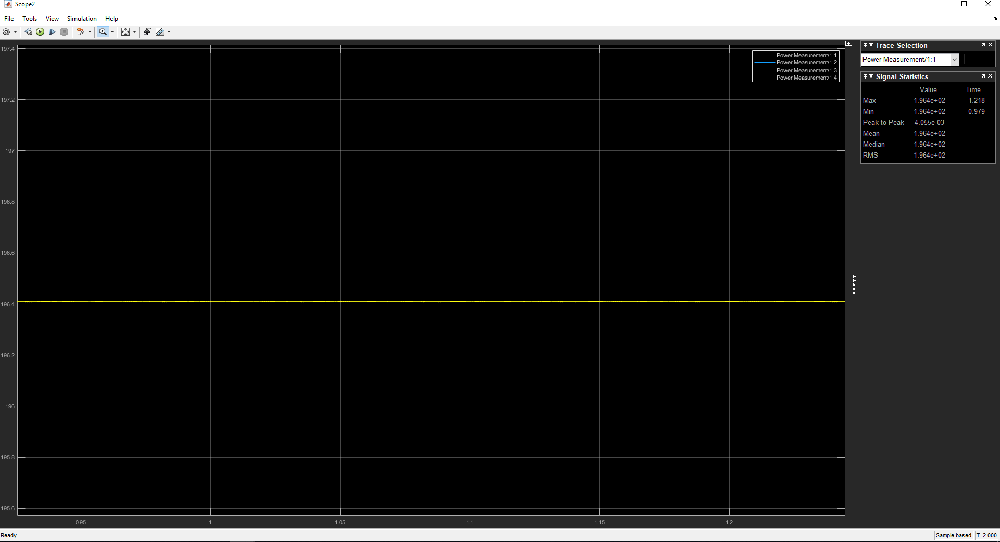 Scope2
File Tools View Simulation Help
197.4
197.2
197
196.8
196.6
196.4
196.2
196
195.8
195.6
0.95 1 1.05 1.1 1.15 1.2
Power Measurement/1:1
Power Measurement/1:2
Power Measurement/1:3
Power Measurement/1:4
Trace Selection
Power Measurement/1:1
Signal Statistics
Value Time
Max 1.964e+02 1.218
Min 1.964e+02 0.979
Peak to Peak 4.055e-03
Mean 1.964e+02
Median 1.964e+02
RMS 1.964e+02
Ready Sample based T=2.000